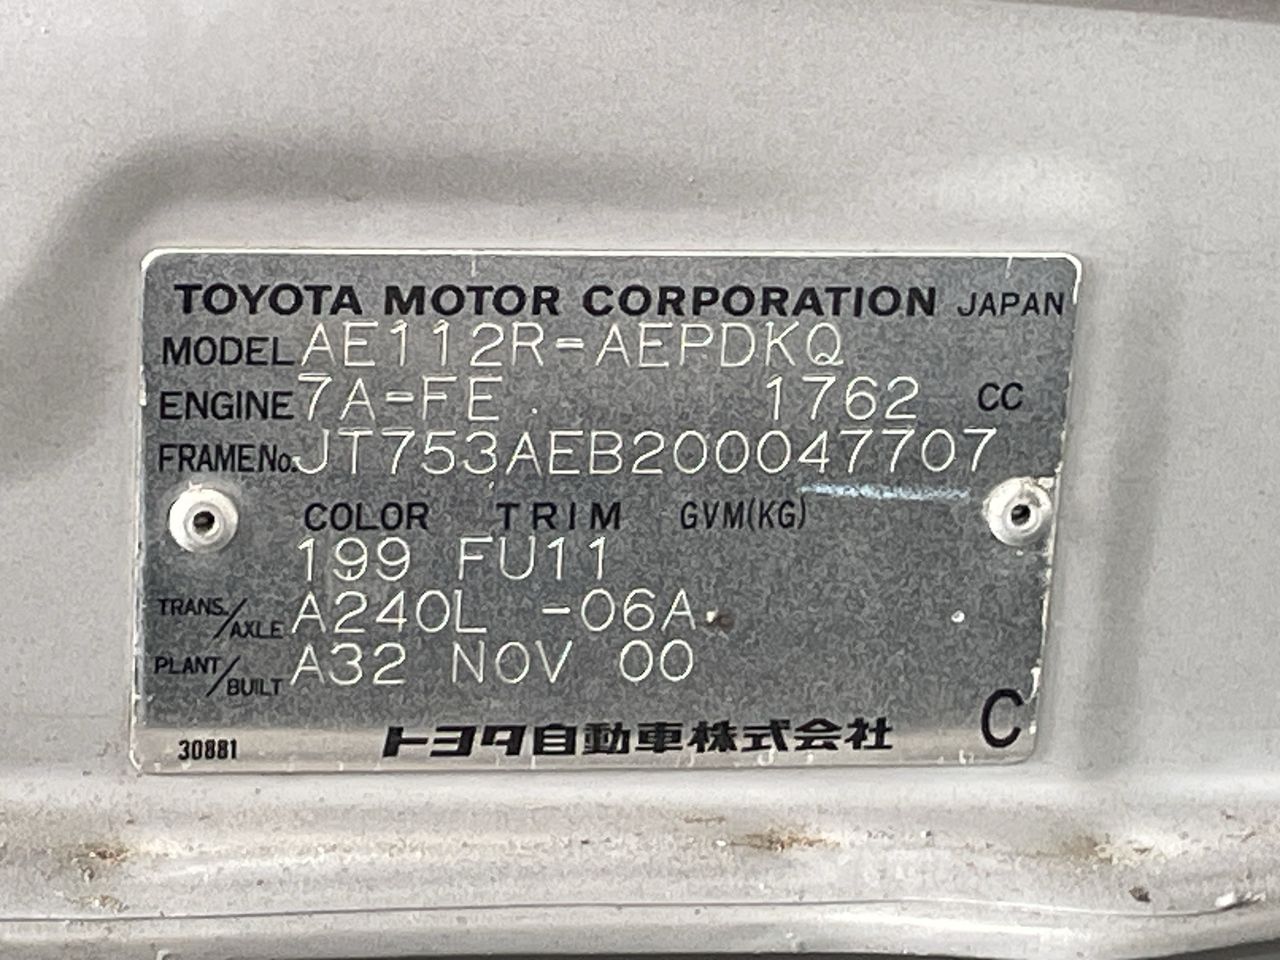 TOYOTA MOTOR CORPORATION JAPAN
MODEL AE112R-AEPDKQ
ENGINE 7A-FE 1762 CC
FRAME No. JT753AEB200047707
COLOR TRIM GVM(KG)
199 FU11
TRANS./AXLE A240L -06A
PLANT/BUILT A32 NOV 00
30881 トヨタ自動車株式会社 C